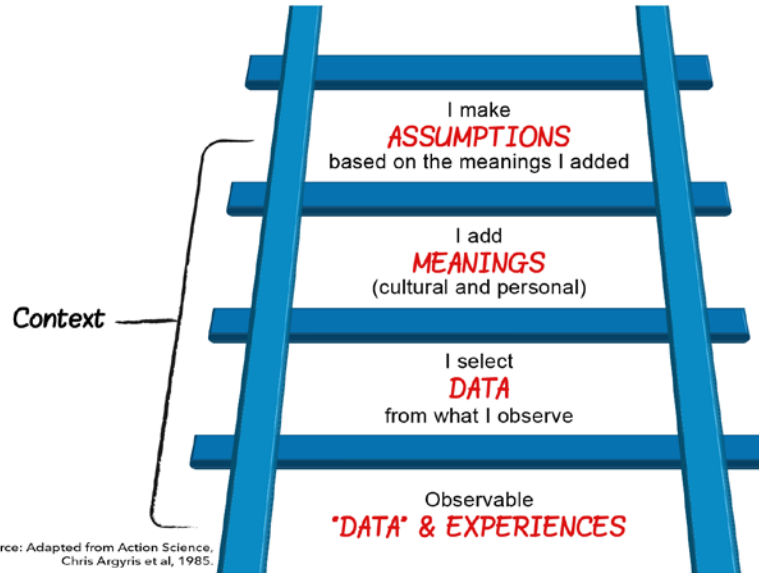 I make
ASSUMPTIONS
based on the meanings I added
I add
MEANINGS
(cultural and personal)
Context
I select
DATA
from what I observe
Observable
"DATA" & EXPERIENCES
rce: Adapted from Action Science,
Chris Argyris et al, 1985.